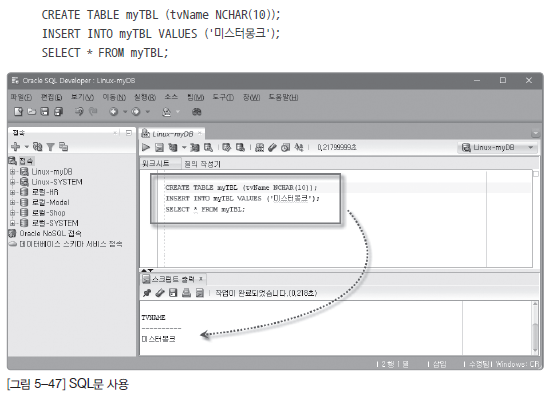 CREATE TABLE myTBL (tvName NCHAR(10));
INSERT INTO myTBL VALUES ('미스터몽크');
SELECT * FROM myTBL;
Oracle SQL Developer : Linux-myDB
파일(F) 편집(E) 보기(V) 이동(N) 실행(R) 소스 팀(M) 도구(T) 창(W) 도움말(H)
접속
Linux-myDB
0,21799999초
Linux-myDB
워크시트 질의 작성기
접속
Linux-myDB
Linux-SYSTEM
로컬-HR
로컬-Model
로컬-Shop
로컬-SYSTEM
Oracle NoSQL 접속
데이터베이스 스키마 서비스 접속
CREATE TABLE myTBL (tvName NCHAR(10));
INSERT INTO myTBL VALUES ('미스터몽크');
SELECT * FROM myTBL;
스크립트 출력
작업이 완료되었습니다.(0,218초)
TVNAME
----------
미스터몽크
2행 1열 삽입 수정됨 Windows: CR
[그림 5-47] SQL문 사용